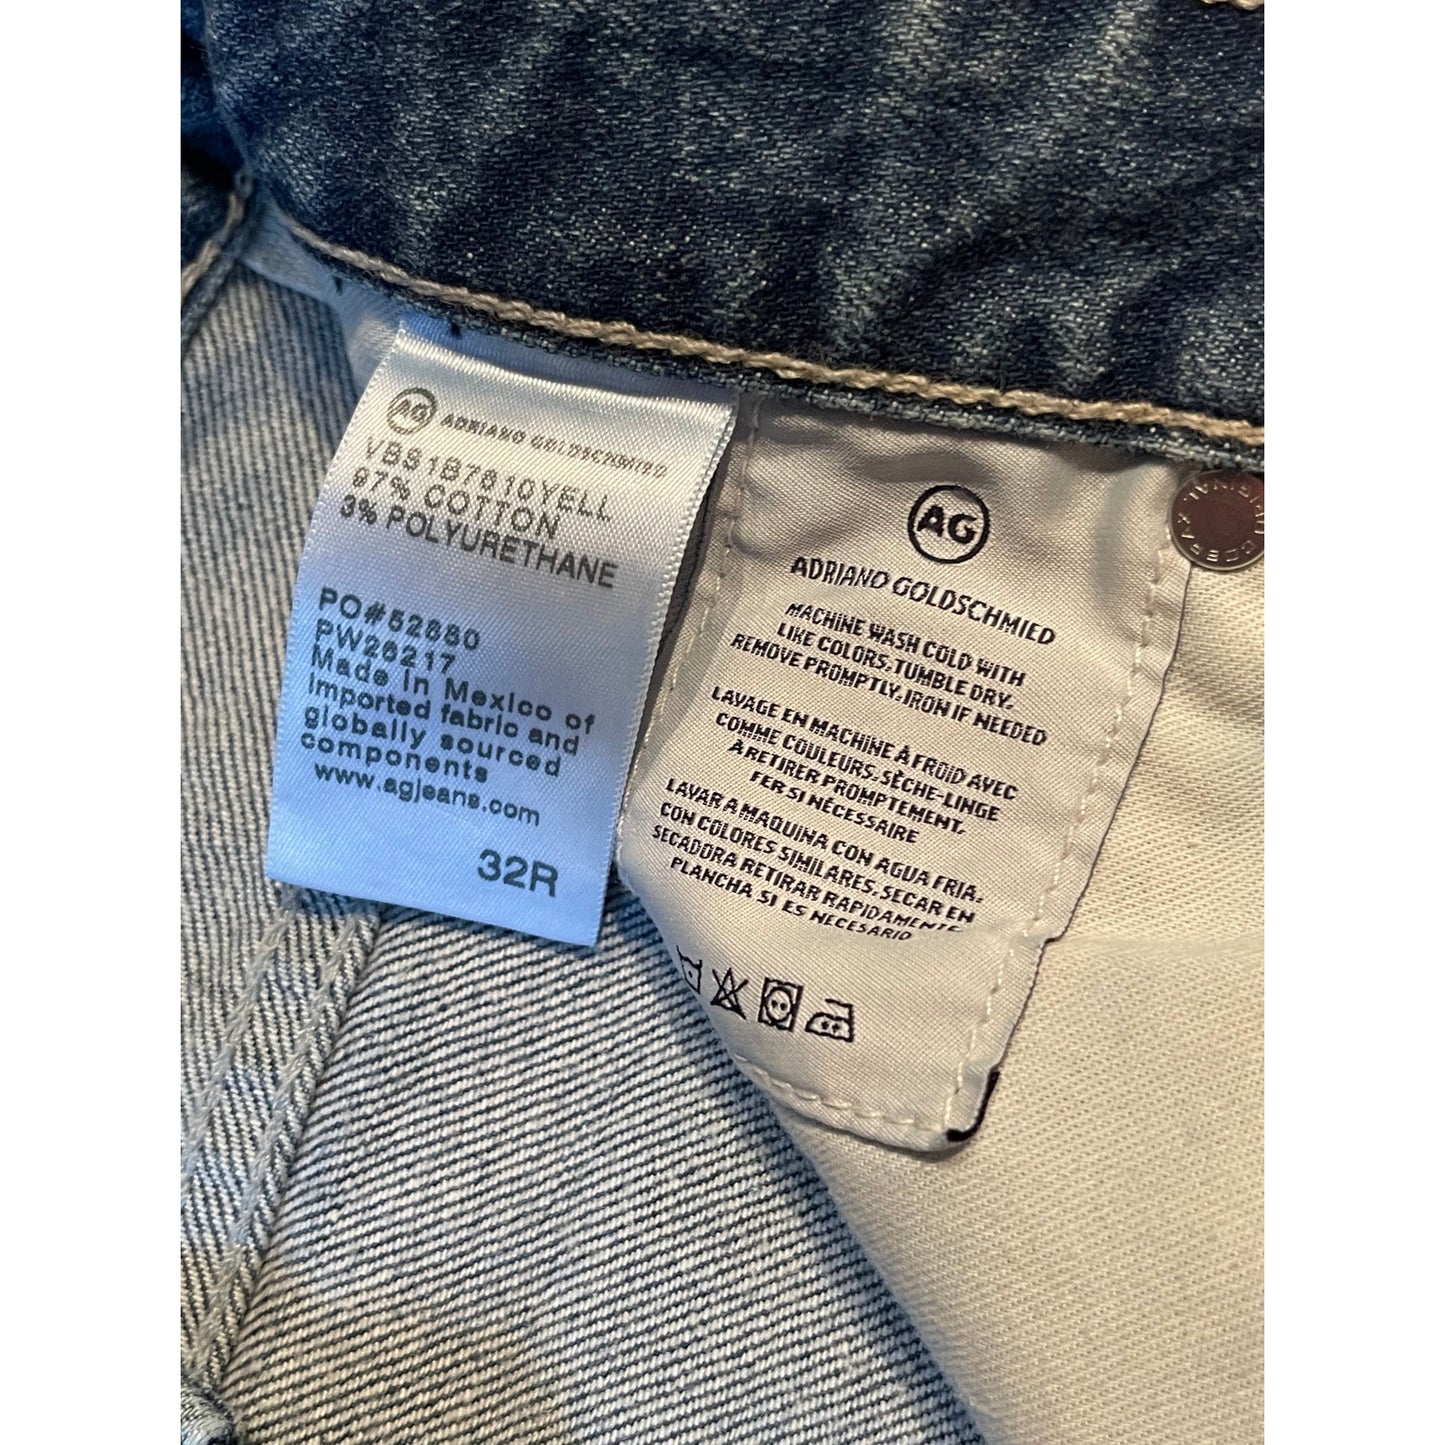 AG ADRIANO GOLDSCHMIED
VBS1B7810YELL
97% COTTON
3% POLYURETHANE
PO#52880
PW26217
Made in Mexico of
Imported fabric and
globally sourced
components
www.agjeans.com
32R
AG
ADRIANO GOLDSCHMIED
MACHINE WASH COLD WITH
LIKE COLORS. TUMBLE DRY.
REMOVE PROMPTLY. IRON IF NEEDED
LAVAGE EN MACHINE À FROID AVEC
COMME COULEURS. SÈCHE-LINGE
À RETIRER PROMPTEMENT.
FER SI NÉCESSAIRE
LAVAR A MAQUINA CON AGUA FRIA.
CON COLORES SIMILARES. SECAR EN
SECADORA RETIRAR RAPIDAMENTE
PLANCHA SI ES NECESARIO